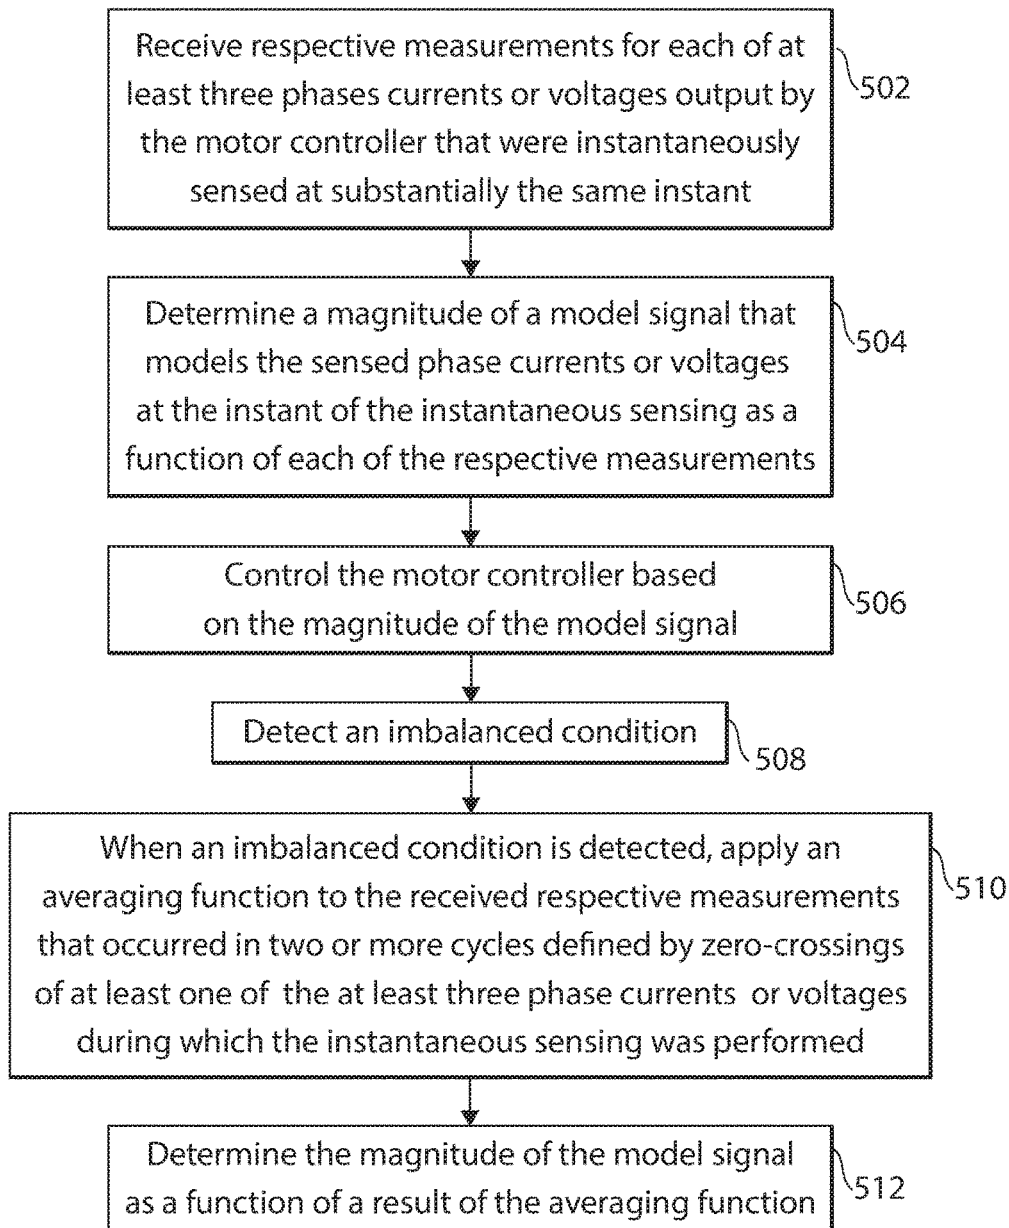 Receive respective measurements for each of at
least three phases currents or voltages output by
the motor controller that were instantaneously
sensed at substantially the same instant
502
Determine a magnitude of a model signal that
models the sensed phase currents or voltages
at the instant of the instantaneous sensing as a
function of each of the respective measurements
504
Control the motor controller based
on the magnitude of the model signal
506
Detect an imbalanced condition
508
When an imbalanced condition is detected, apply an
averaging function to the received respective measurements
that occurred in two or more cycles defined by zero-crossings
of at least one of the at least three phase currents or voltages
during which the instantaneous sensing was performed
510
Determine the magnitude of the model signal
as a function of a result of the averaging function
512